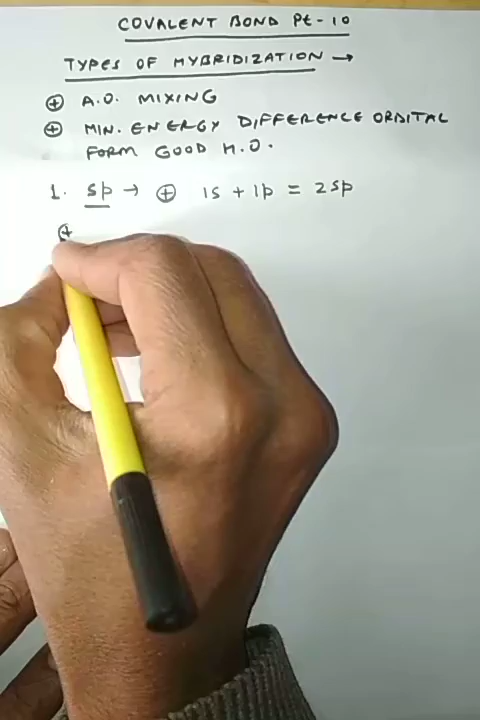 COVALENT BOND Pt-10
TYPES OF HYBRIDIZATION →
⊕ A.O. MIXING
⊕ MIN. ENERGY DIFFERENCE ORBITAL
FORM GOOD H.O.
1. sp → ⊕ 1s + 1p = 2sp
⊕